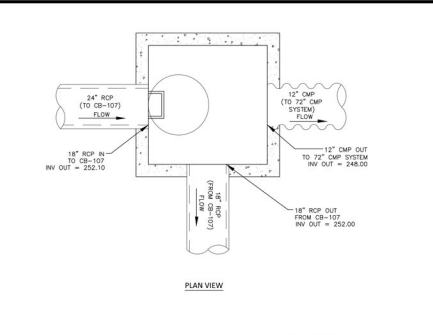 24" RCP
(TO CB-107)
FLOW
12" CMP
(TO 72" CMP
SYSTEM)
FLOW
18" RCP IN
TO CB-107
INV OUT = 252.10
12" CMP OUT
TO 72" CMP SYSTEM
INV OUT = 248.00
18" RCP
(FROM CB-107)
FLOW
18" RCP OUT
FROM CB-107
INV OUT = 252.00
PLAN VIEW